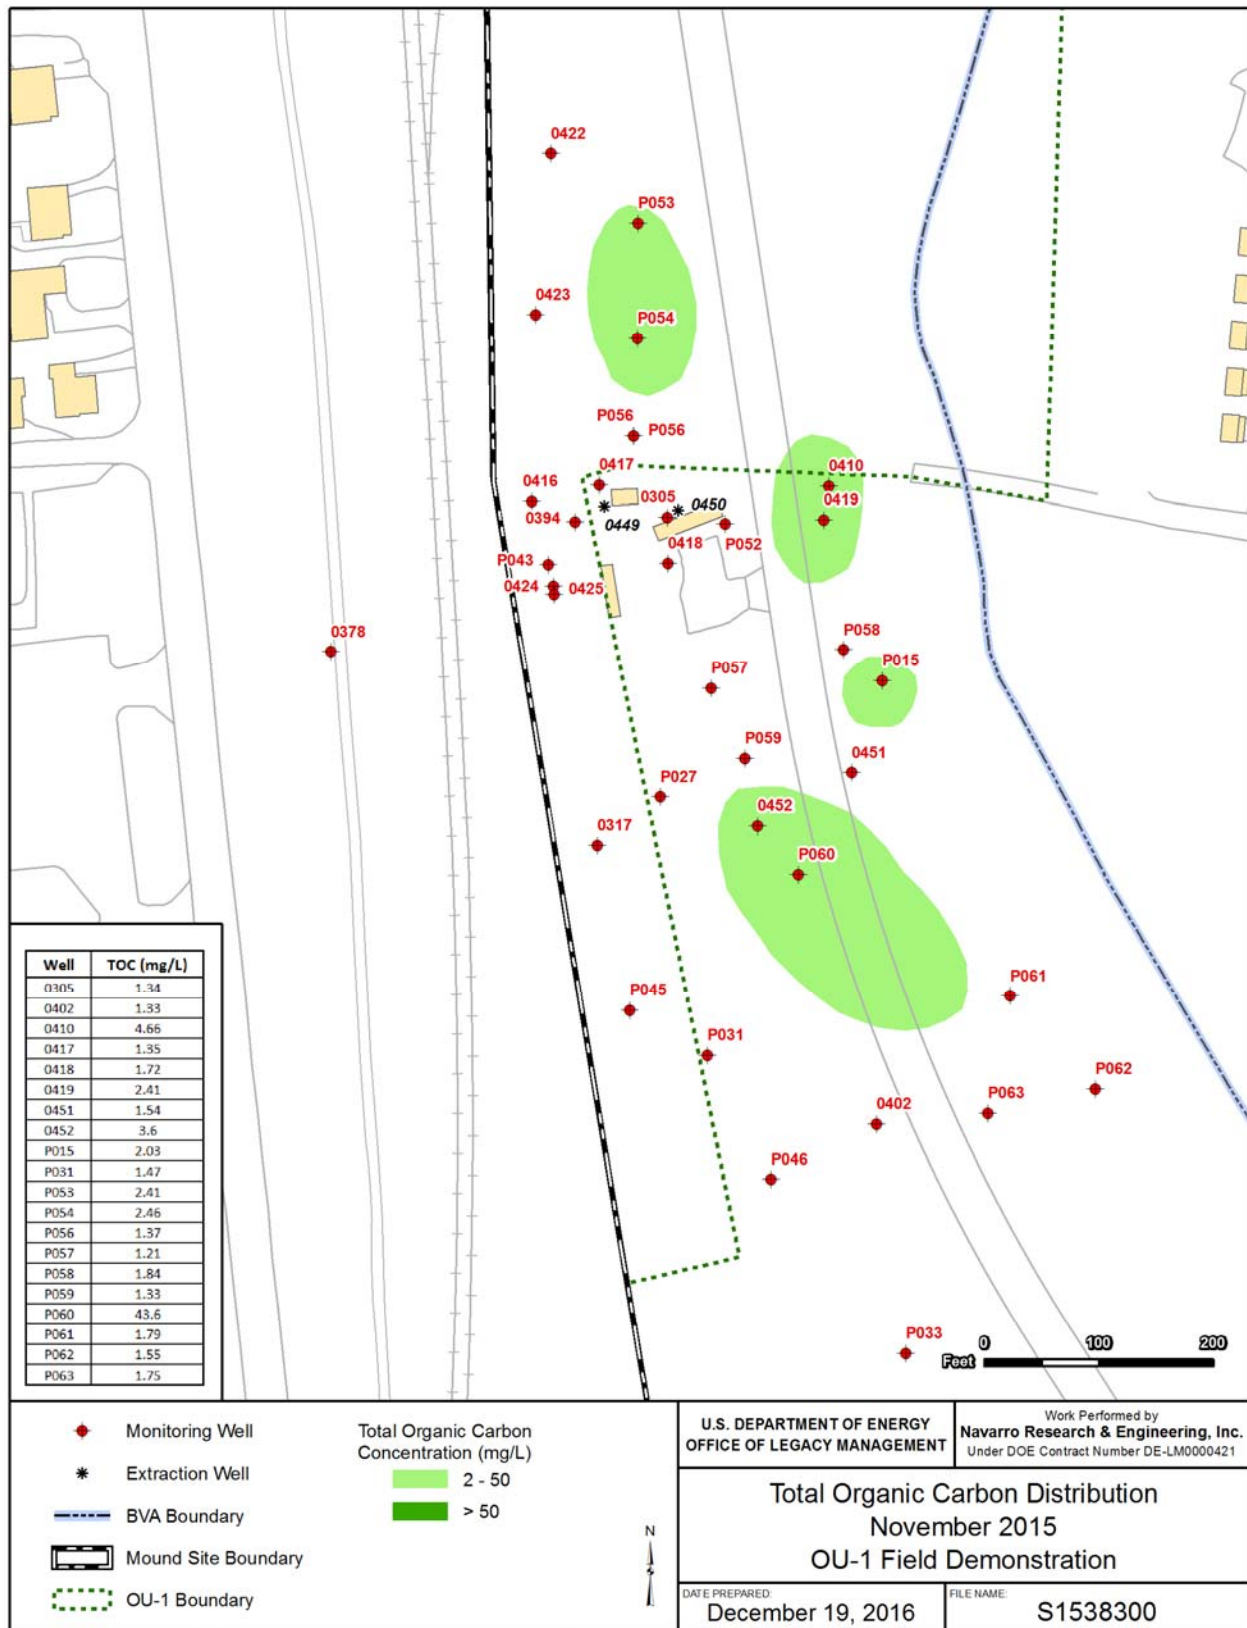 0422
P053
0423
P054
P056
P056
0417
0410
0416
0305
0450
0419
0394
0449
P052
0418
P043
0424
0425
0378
P058
P015
P057
P059
0451
P027
0452
0317
P060
P045
P061
P031
P062
P063
0402
P046
P033
0 100 200
Feet
Well TOC (mg/L)
0305 1.34
0402 1.33
0410 4.66
0417 1.35
0418 1.72
0419 2.41
0451 1.54
0452 3.6
P015 2.03
P031 1.47
P053 2.41
P054 2.46
P056 1.37
P057 1.21
P058 1.84
P059 1.33
P060 43.6
P061 1.79
P062 1.55
P063 1.75
Monitoring Well
Extraction Well
BVA Boundary
Mound Site Boundary
OU-1 Boundary
Total Organic Carbon
Concentration (mg/L)
2 - 50
> 50
N
U.S. DEPARTMENT OF ENERGY
OFFICE OF LEGACY MANAGEMENT
Work Performed by
Navarro Research & Engineering, Inc.
Under DOE Contract Number DE-LM0000421
Total Organic Carbon Distribution
November 2015
OU-1 Field Demonstration
DATE PREPARED:
December 19, 2016
FILE NAME:
S1538300